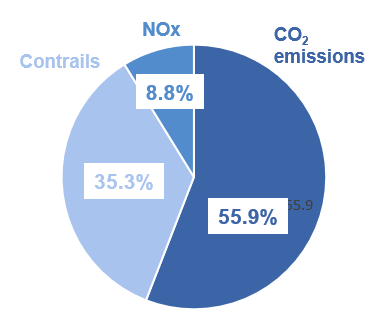 NOx
CO₂
emissions
Contrails
8.8%
35.3%
55.9%
55.9